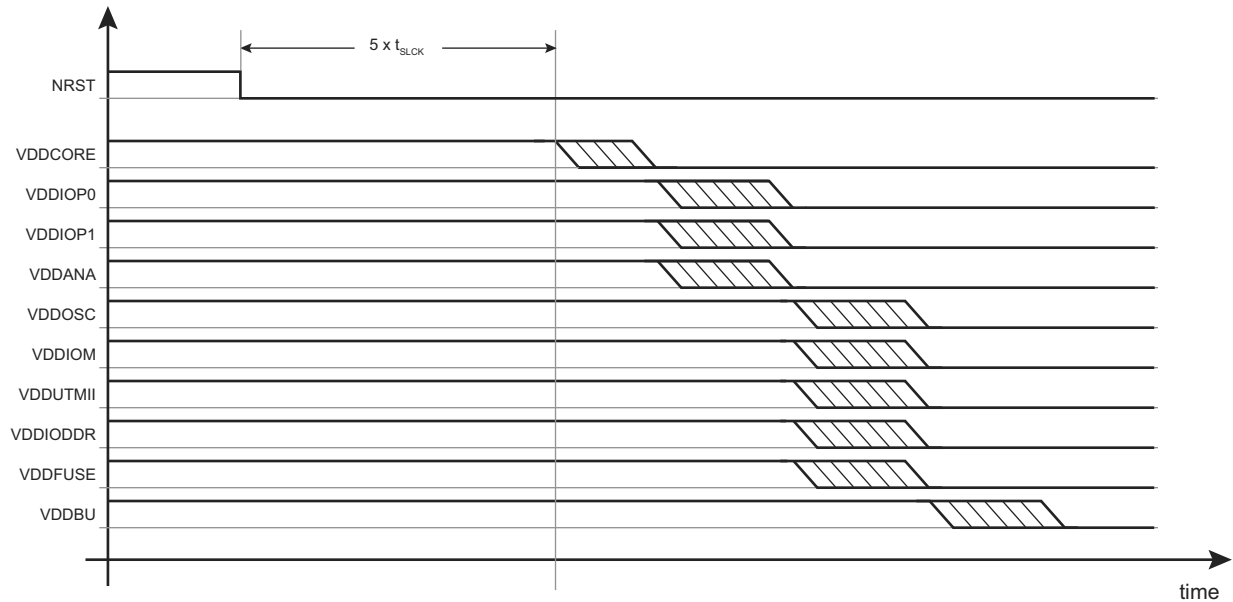 5 x tSLCK
NRST
VDDCORE
VDDIOP0
VDDIOP1
VDDANA
VDDOSC
VDDIOM
VDDUTMII
VDDIODDR
VDDFUSE
VDDBU
time